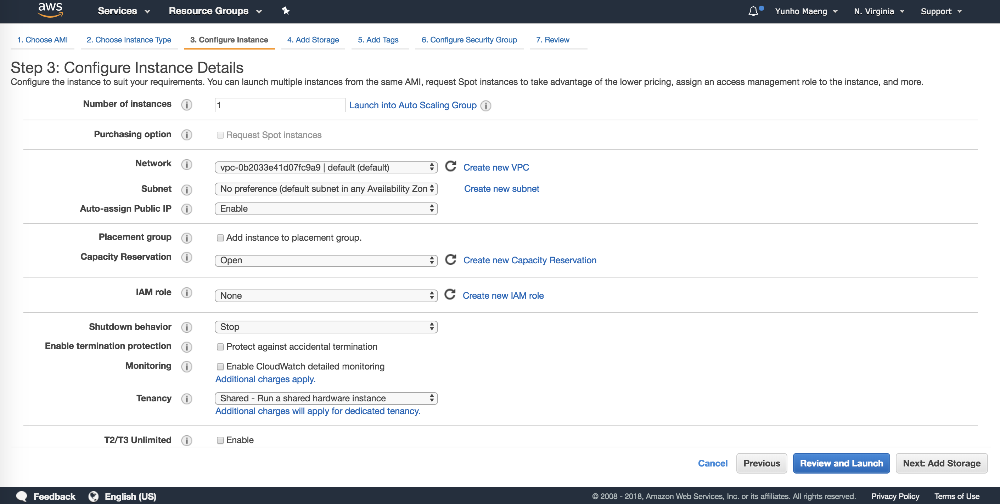 aws Services Resource Groups Yunho Maeng N. Virginia Support
1. Choose AMI 2. Choose Instance Type 3. Configure Instance 4. Add Storage 5. Add Tags 6. Configure Security Group 7. Review
Step 3: Configure Instance Details
Configure the instance to suit your requirements. You can launch multiple instances from the same AMI, request Spot instances to take advantage of the lower pricing, assign an access management role to the instance, and more.
Number of instances i 1 Launch into Auto Scaling Group i
Purchasing option i Request Spot instances
Network i vpc-0b2033e41d07fc9a9 | default (default) Create new VPC
Subnet i No preference (default subnet in any Availability Zon Create new subnet
Auto-assign Public IP i Enable
Placement group i Add instance to placement group.
Capacity Reservation i Open Create new Capacity Reservation
IAM role i None Create new IAM role
Shutdown behavior i Stop
Enable termination protection i Protect against accidental termination
Monitoring i Enable CloudWatch detailed monitoring
Additional charges apply.
Tenancy i Shared - Run a shared hardware instance
Additional charges will apply for dedicated tenancy.
T2/T3 Unlimited i Enable
Cancel Previous Review and Launch Next: Add Storage
Feedback English (US) © 2008 - 2018, Amazon Web Services, Inc. or its affiliates. All rights reserved. Privacy Policy Terms of Use